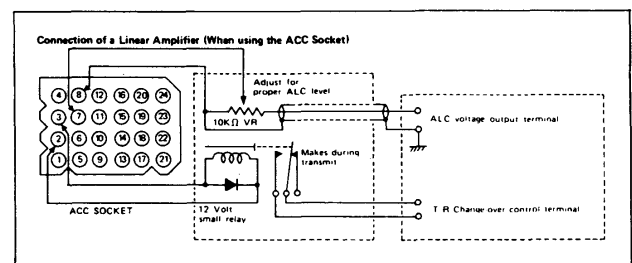 Connection of a Linear Amplifier (When using the ACC Socket)
Adjust for
proper ALC level
4 8 12 16 20 24
3 7 11 15 19 23
2 6 10 14 18 22
1 5 9 13 17 21
10KΩ VR
ALC voltage output terminal
Makes during
transmit
ACC SOCKET
12 Volt
small relay
T R Change-over control terminal